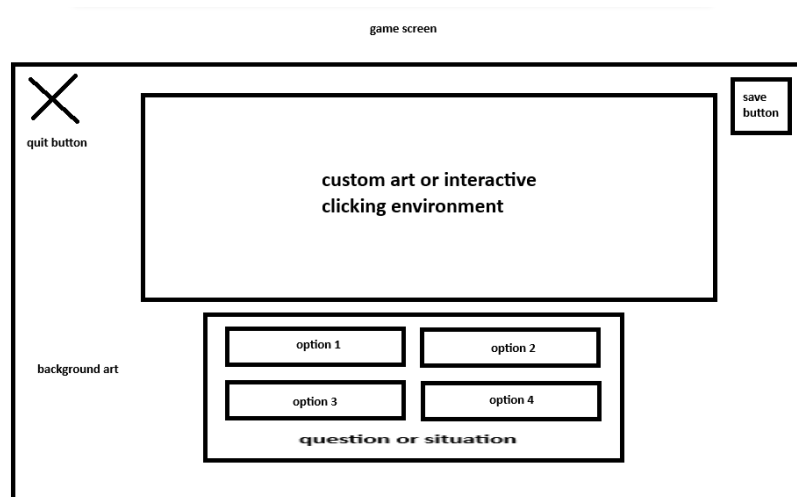 game screen
quit button
save
button
custom art or interactive
clicking environment
background art
option 1
option 2
option 3
option 4
question or situation